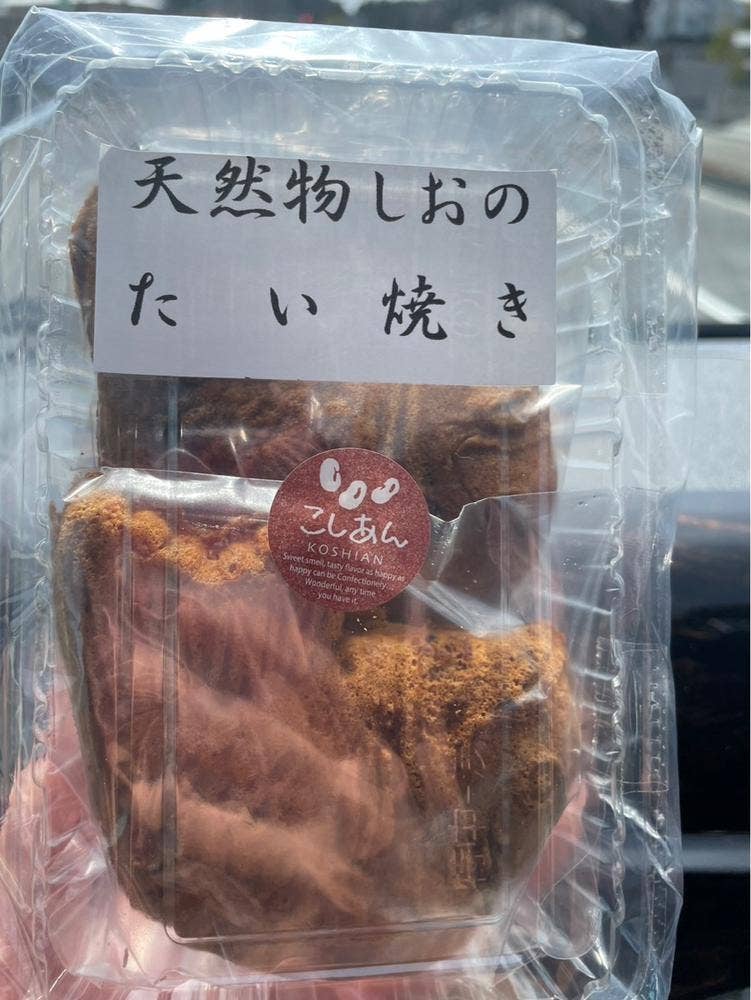 天然物しおの
たい焼き
こしあん
KOSHIAN
Sweet smell, tasty flavor as happy as
happy can be Confectionery.
Wonderful, any time
you have it.